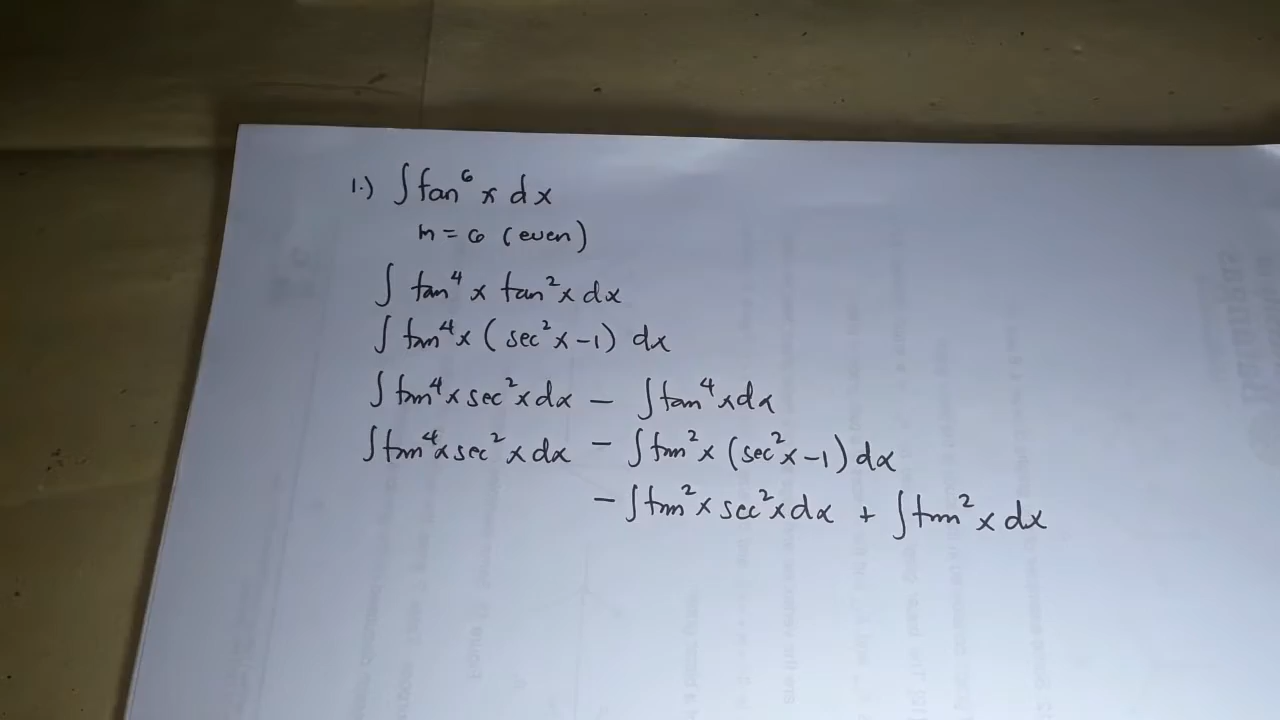 1.) ∫ tan⁶ x dx
n = 6 (even)
∫ tan⁴ x tan² x dx
∫ tan⁴ x (sec² x - 1) dx
∫ tan⁴ x sec² x dx - ∫ tan⁴ x dx
∫ tan⁴ x sec² x dx - ∫ tan² x (sec² x - 1) dx
- ∫ tan² x sec² x dx + ∫ tan² x dx